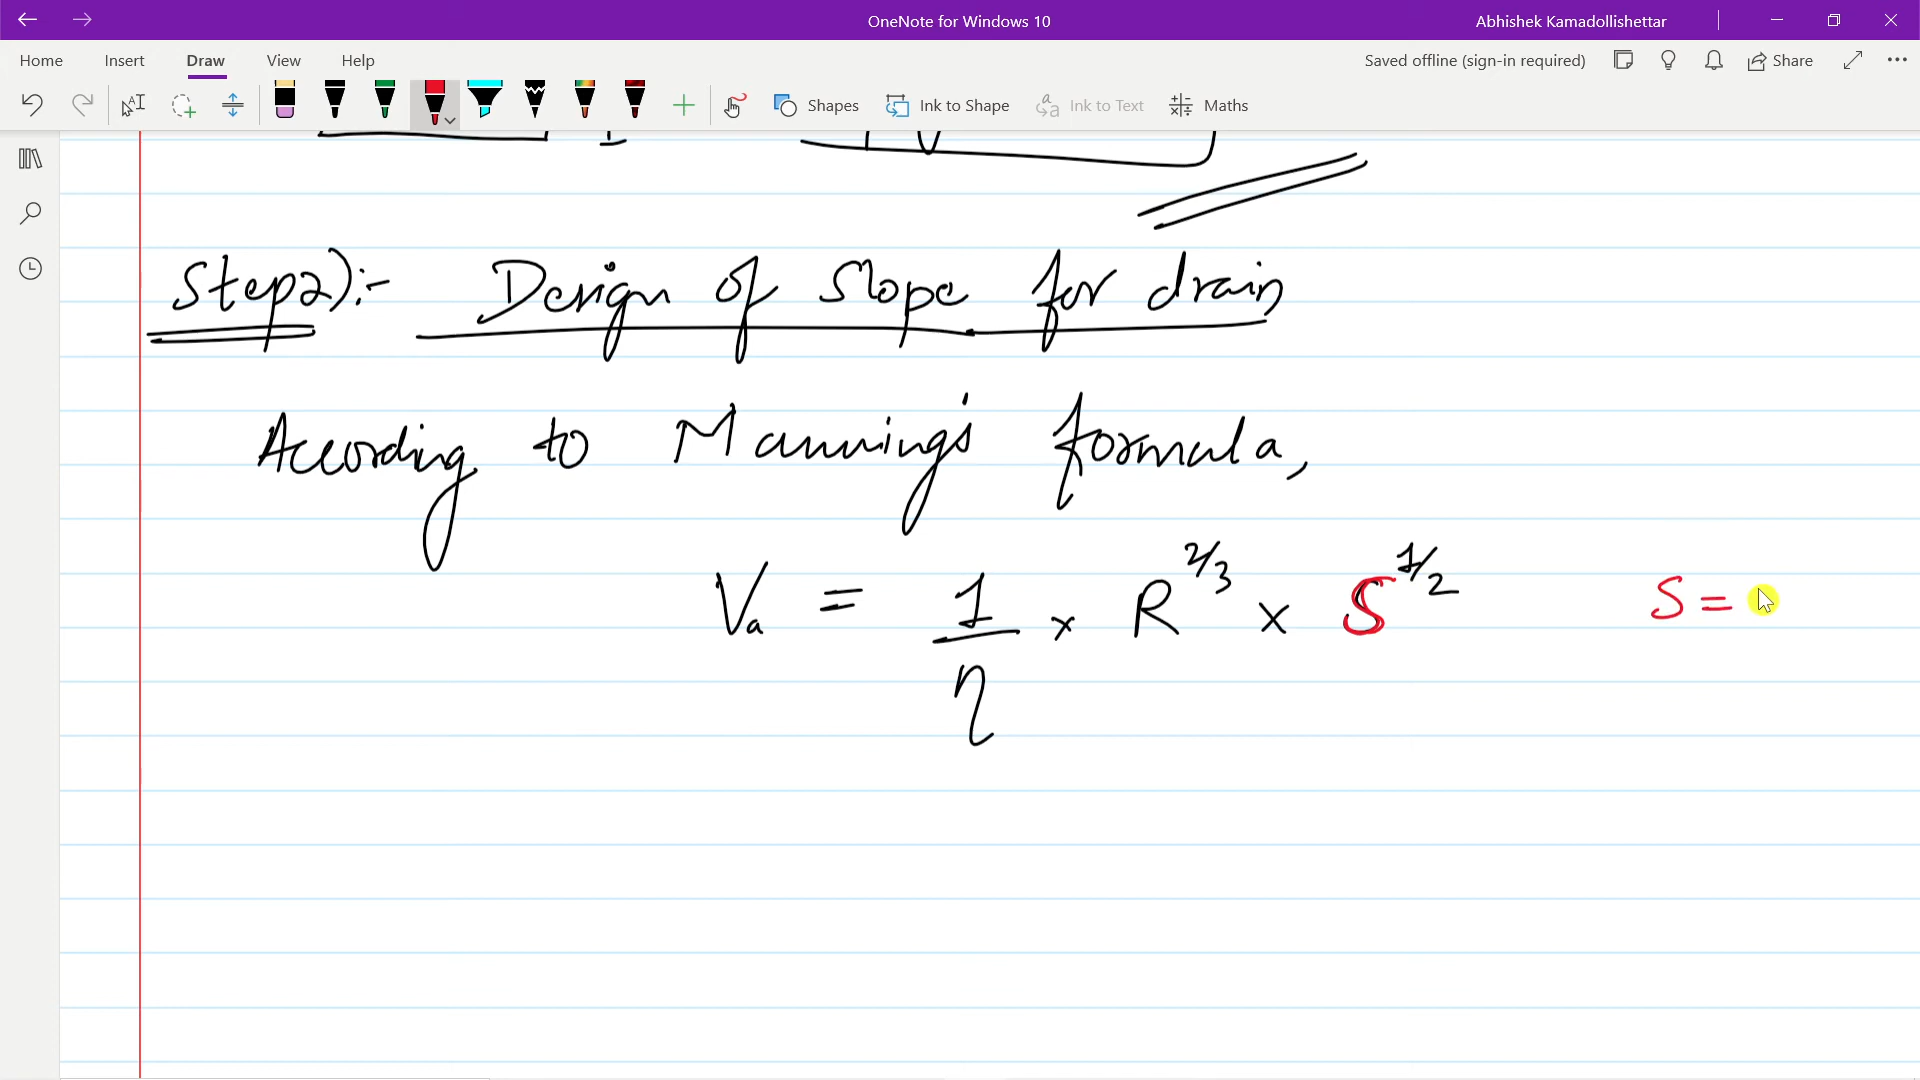 OneNote for Windows 10
Abhishek Kamadollishettar
Home Insert Draw View Help
Saved offline (sign-in required) Share
Shapes Ink to Shape Ink to Text Maths
Step2):- Design of Slope for drain
According to Manning's formula,
Va = 1/η × R^2/3 × S^1/2
S =